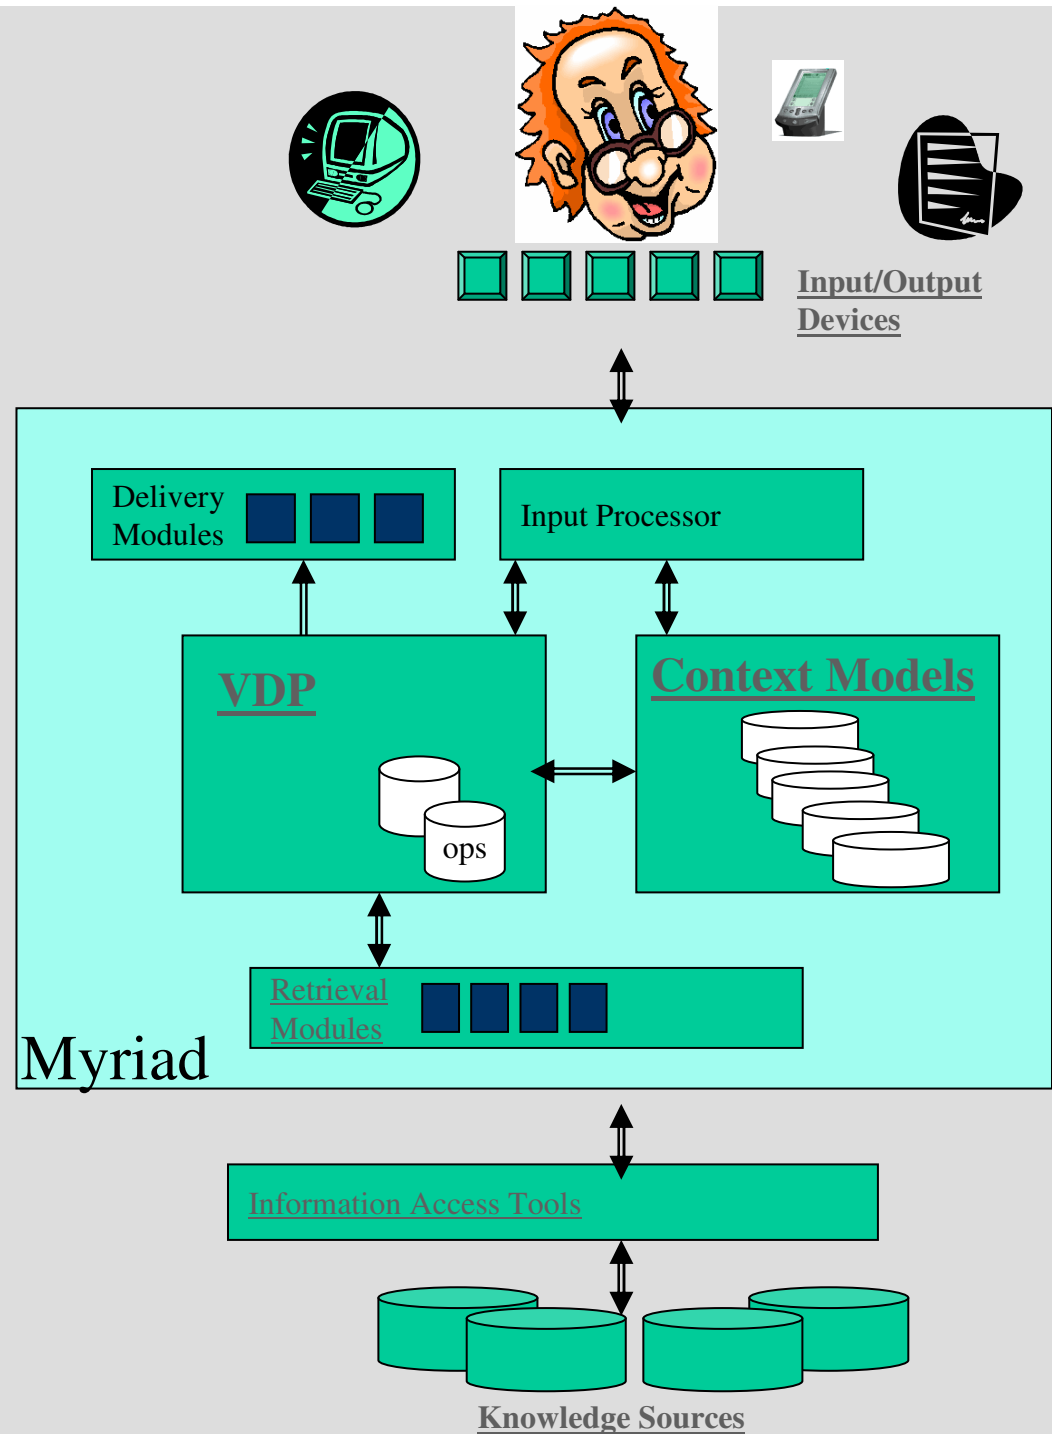 Input/Output
Devices
Delivery
Modules
Input Processor
VDP
Context Models
ops
Retrieval
Modules
Myriad
Information Access Tools
Knowledge Sources